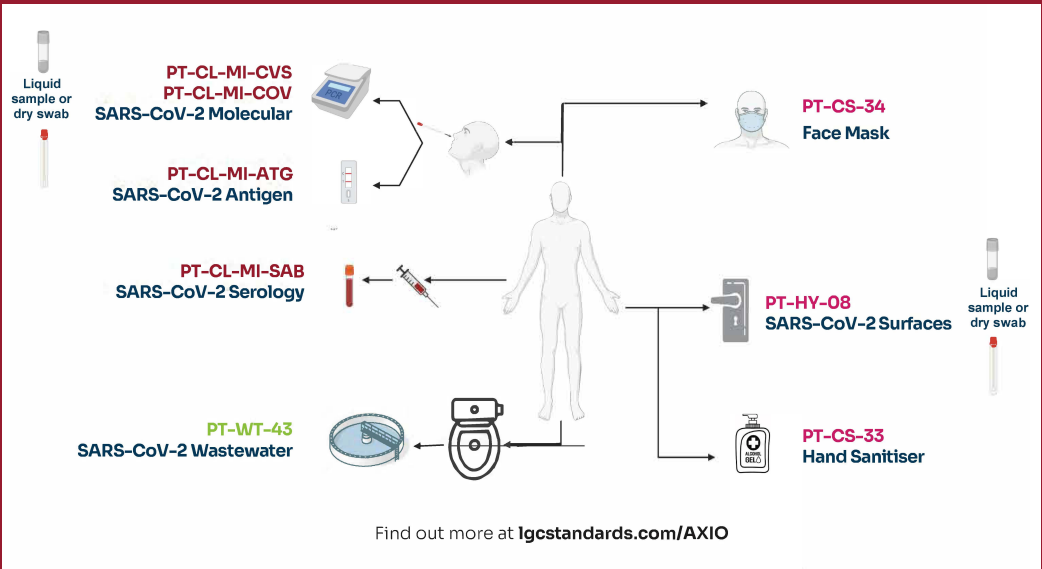 Liquid
sample or
dry swab
PT-CL-MI-CVS
PT-CL-MI-COV
SARS-CoV-2 Molecular
PCR
PT-CL-MI-ATG
SARS-CoV-2 Antigen
PT-CL-MI-SAB
SARS-CoV-2 Serology
PT-WT-43
SARS-CoV-2 Wastewater
PT-CS-34
Face Mask
PT-HY-08
SARS-CoV-2 Surfaces
Liquid
sample or
dry swab
ALCOHOL
GEL
PT-CS-33
Hand Sanitiser
Find out more at lgcstandards.com/AXIO